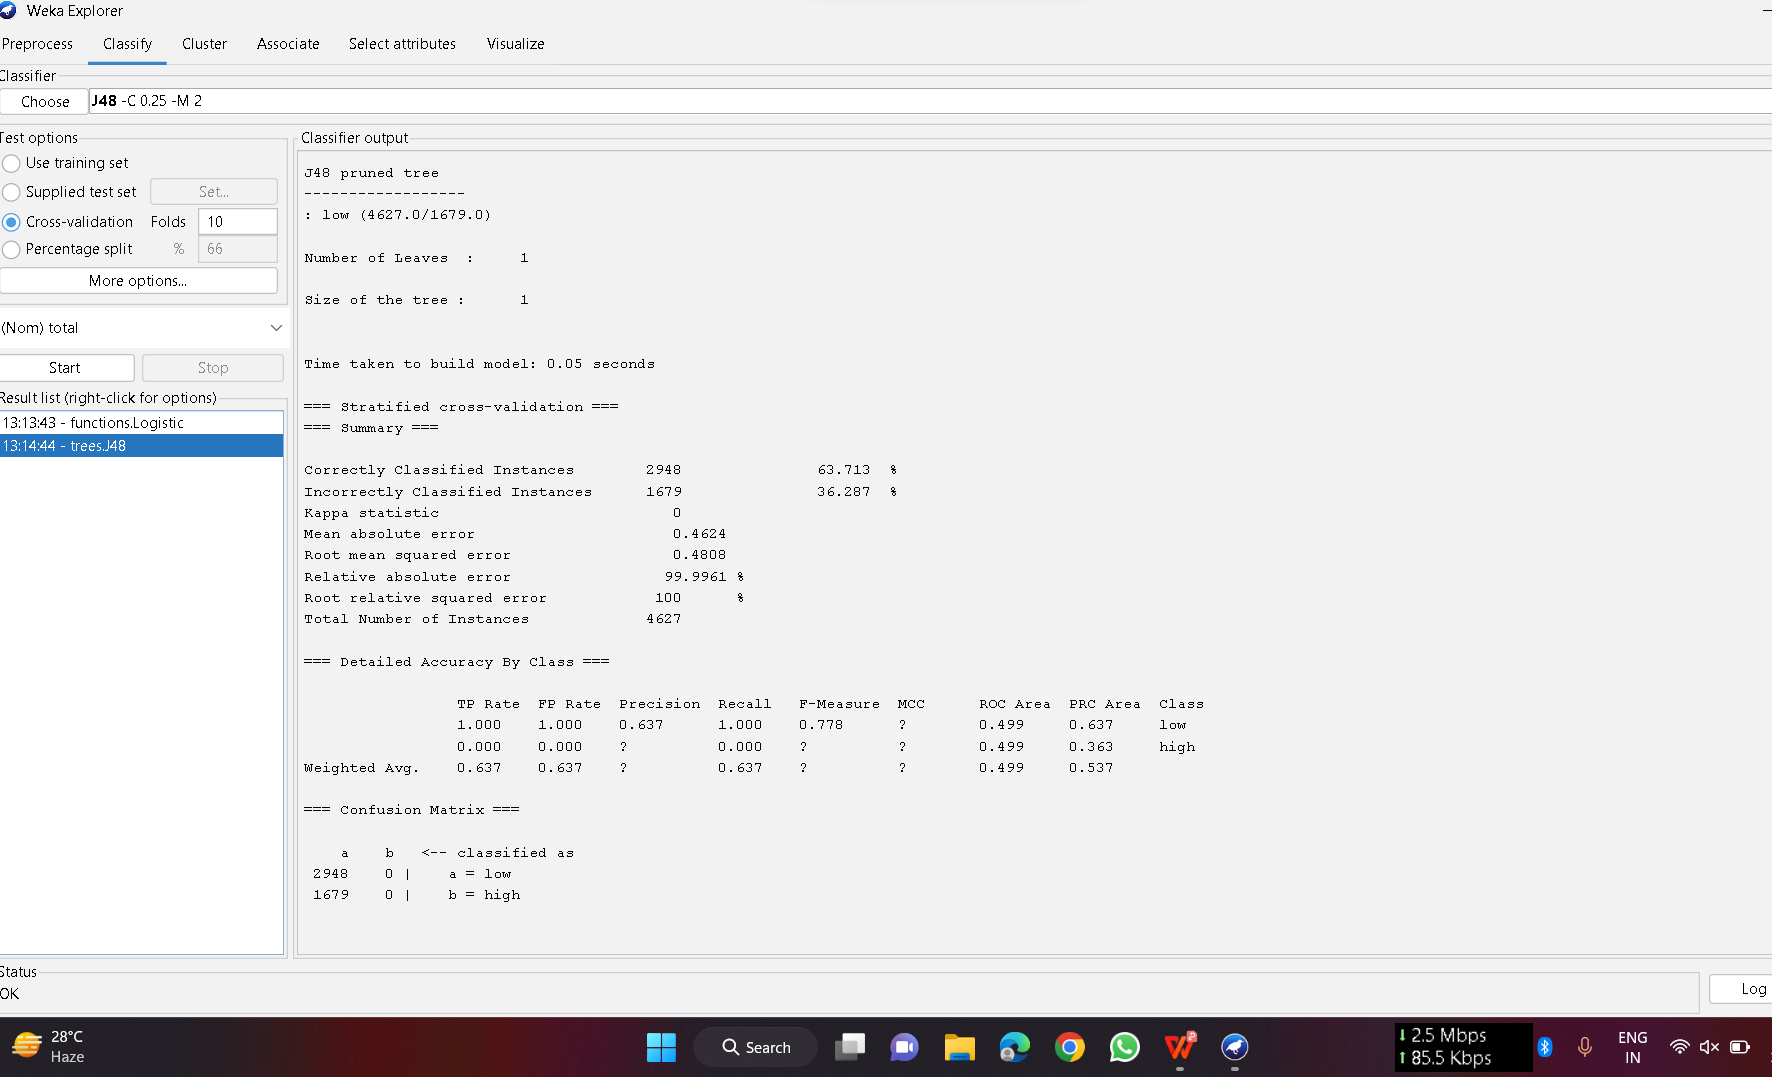 Weka Explorer
Preprocess Classify Cluster Associate Select attributes Visualize
Classifier
Choose J48 -C 0.25 -M 2
Test options
Use training set
Supplied test set Set...
Cross-validation Folds 10
Percentage split % 66
More options...
(Nom) total
Start Stop
Result list (right-click for options)
13:13:43 - functions.Logistic
13:14:44 - trees.J48
Classifier output
J48 pruned tree
------------------
: low (4627.0/1679.0)
Number of Leaves : 1
Size of the tree : 1
Time taken to build model: 0.05 seconds
=== Stratified cross-validation ===
=== Summary ===
Correctly Classified Instances 2948 63.713 %
Incorrectly Classified Instances 1679 36.287 %
Kappa statistic 0
Mean absolute error 0.4624
Root mean squared error 0.4808
Relative absolute error 99.9961 %
Root relative squared error 100 %
Total Number of Instances 4627
=== Detailed Accuracy By Class ===
TP Rate FP Rate Precision Recall F-Measure MCC ROC Area PRC Area Class
1.000 1.000 0.637 1.000 0.778 ? 0.499 0.637 low
0.000 0.000 ? 0.000 ? ? 0.499 0.363 high
Weighted Avg. 0.637 0.637 ? 0.637 ? ? 0.499 0.537
=== Confusion Matrix ===
a b <-- classified as
2948 0 | a = low
1679 0 | b = high
Status
OK
Log
28°C
Haze
Search
↓ 2.5 Mbps
↑ 85.5 Kbps
ENG
IN